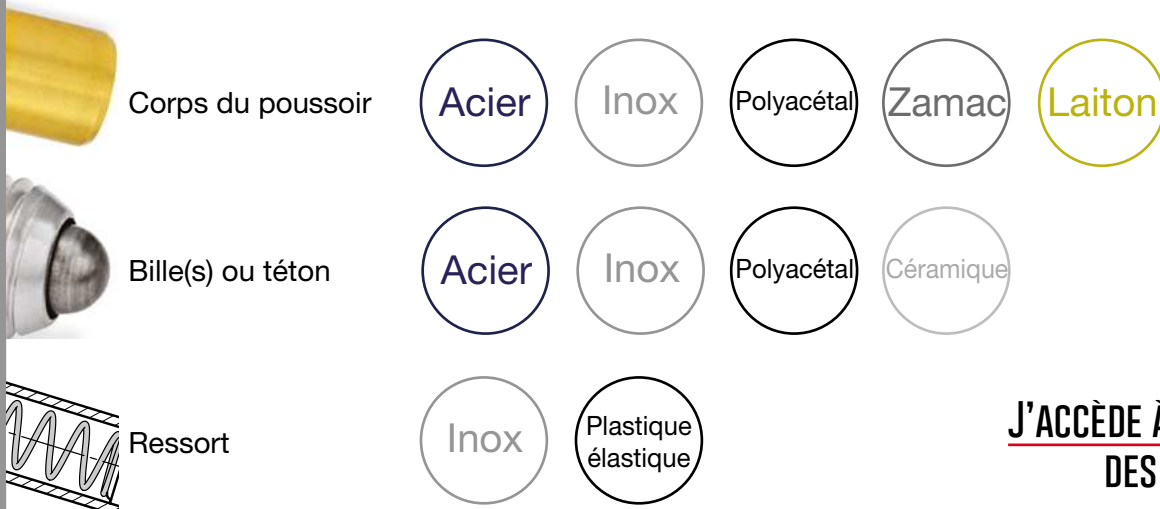 Corps du poussoir
Acier
Inox
Polyacétal
Zamac
Laiton
Bille(s) ou téton
Acier
Inox
Polyacétal
Céramique
Ressort
Inox
Plastique
élastique
J'ACCÈDE À
DES